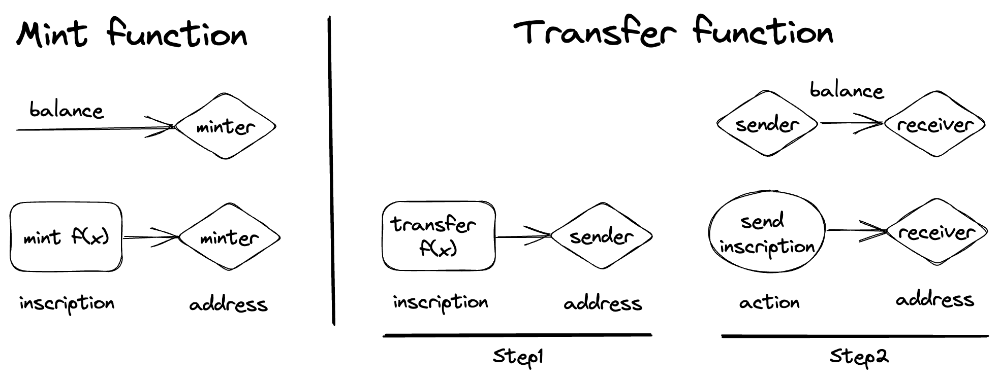 Mint function
balance
minter
mint f(x)
minter
inscription
address
Transfer function
balance
sender
receiver
transfer
f(x)
sender
send
inscription
receiver
inscription
address
action
address
Step1
Step2